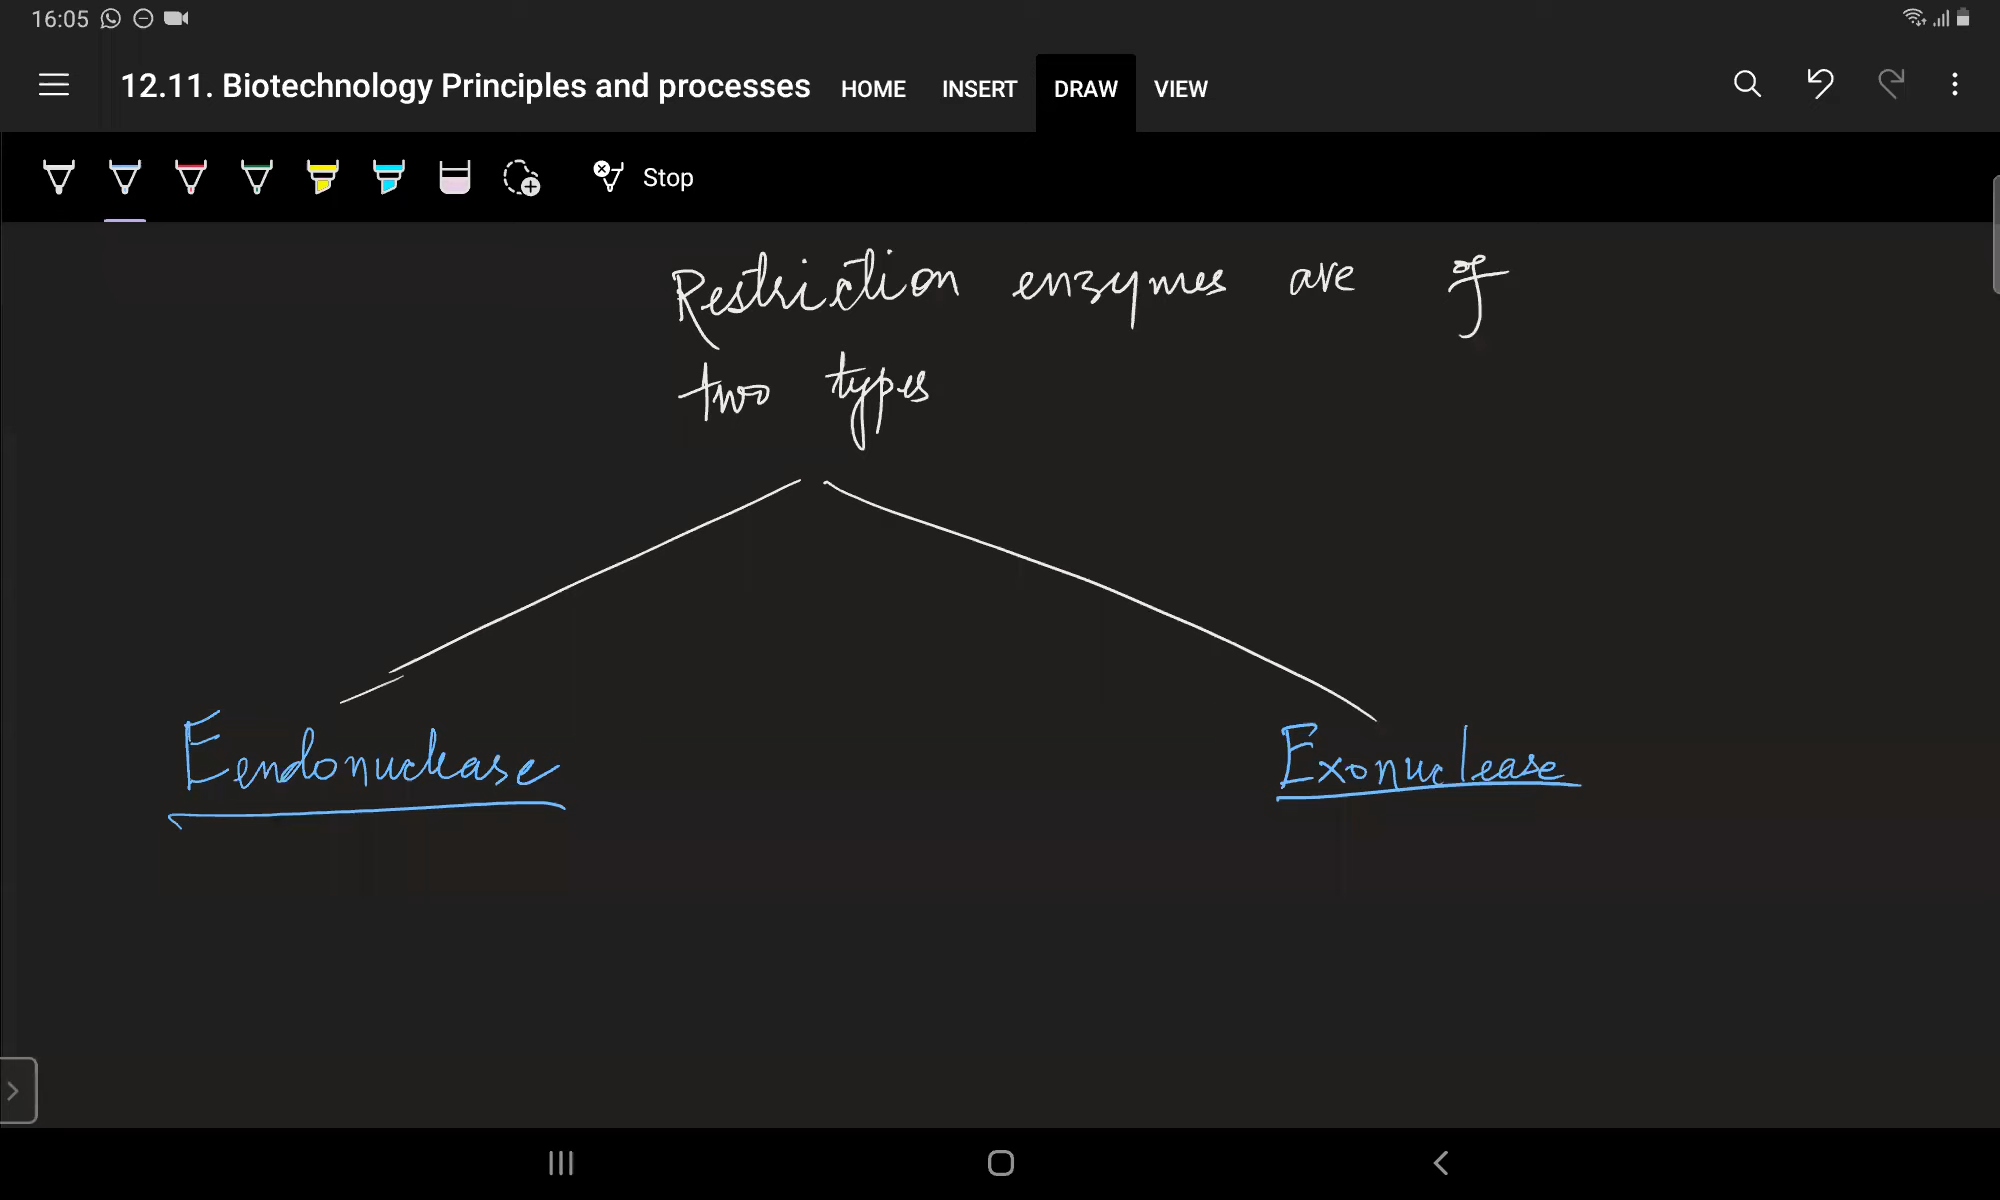 16:05
12.11. Biotechnology Principles and processes HOME INSERT DRAW VIEW
Stop
Restriction enzymes are of
two types
Eendonuclease
Exonuclease